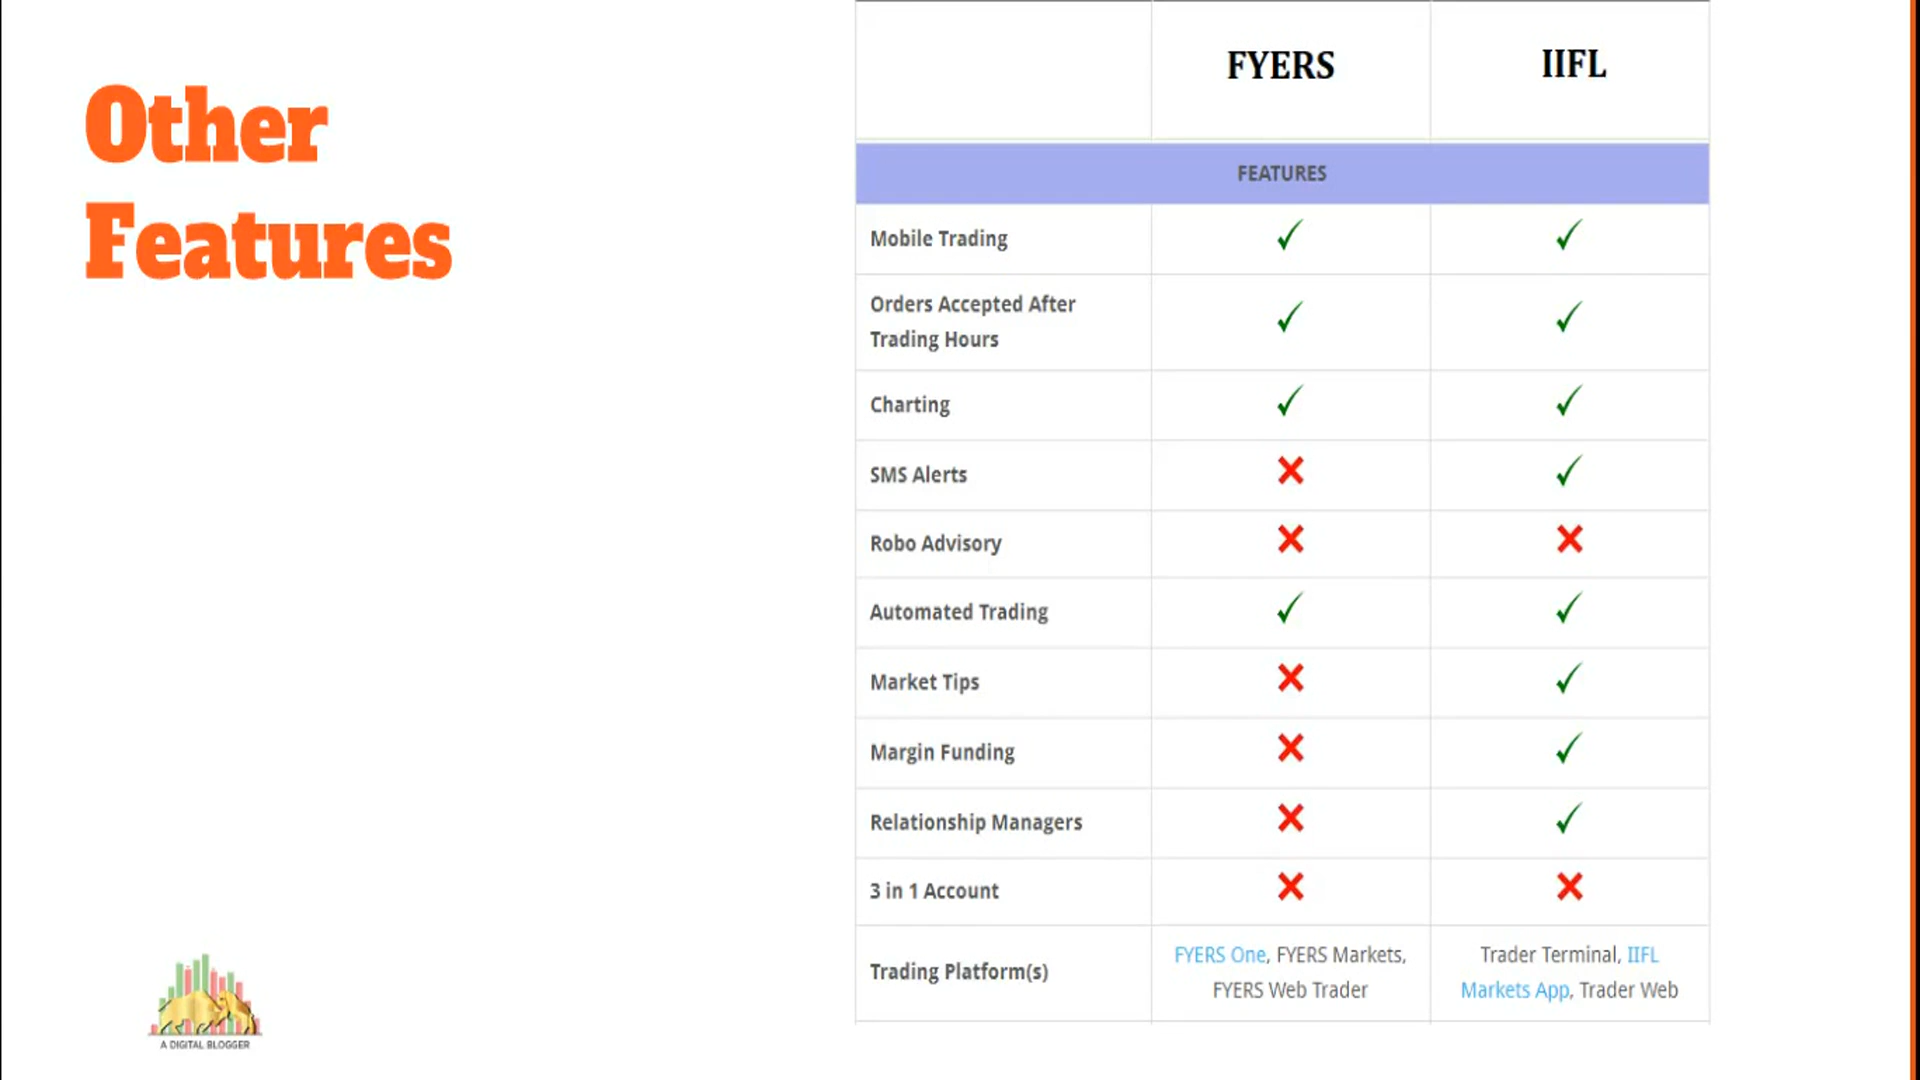 Other
Features
FYERS
IIFL
FEATURES
Mobile Trading
Orders Accepted After
Trading Hours
Charting
SMS Alerts
Robo Advisory
Automated Trading
Market Tips
Margin Funding
Relationship Managers
3 in 1 Account
Trading Platform(s)
FYERS One, FYERS Markets,
FYERS Web Trader
Trader Terminal, IIFL
Markets App, Trader Web
A DIGITAL BLOGGER